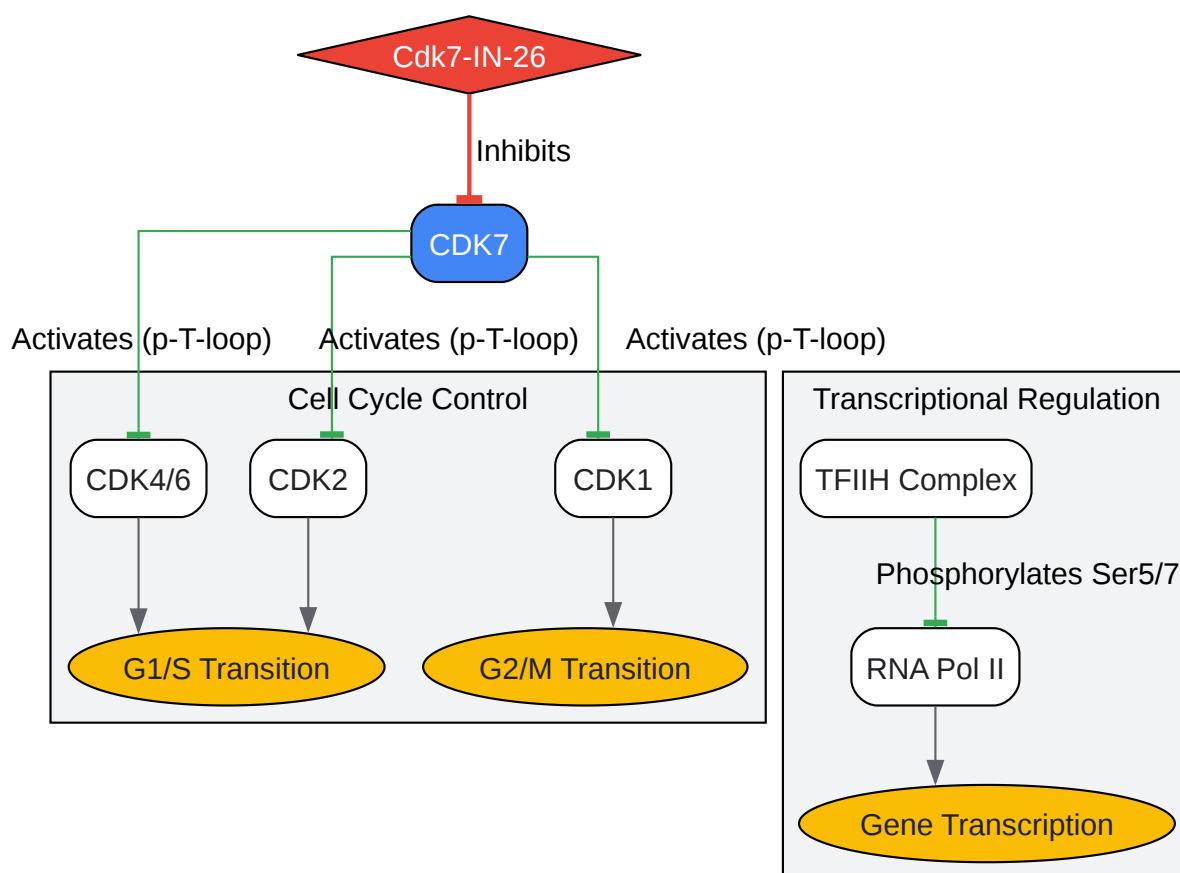 Cdk7-IN-26
Inhibits
CDK7
Activates (p-T-loop)
Activates (p-T-loop)
Activates (p-T-loop)
Cell Cycle Control
Transcriptional Regulation
CDK4/6
CDK2
CDK1
TFIIH Complex
Phosphorylates Ser5/7
G1/S Transition
G2/M Transition
RNA Pol II
Gene Transcription